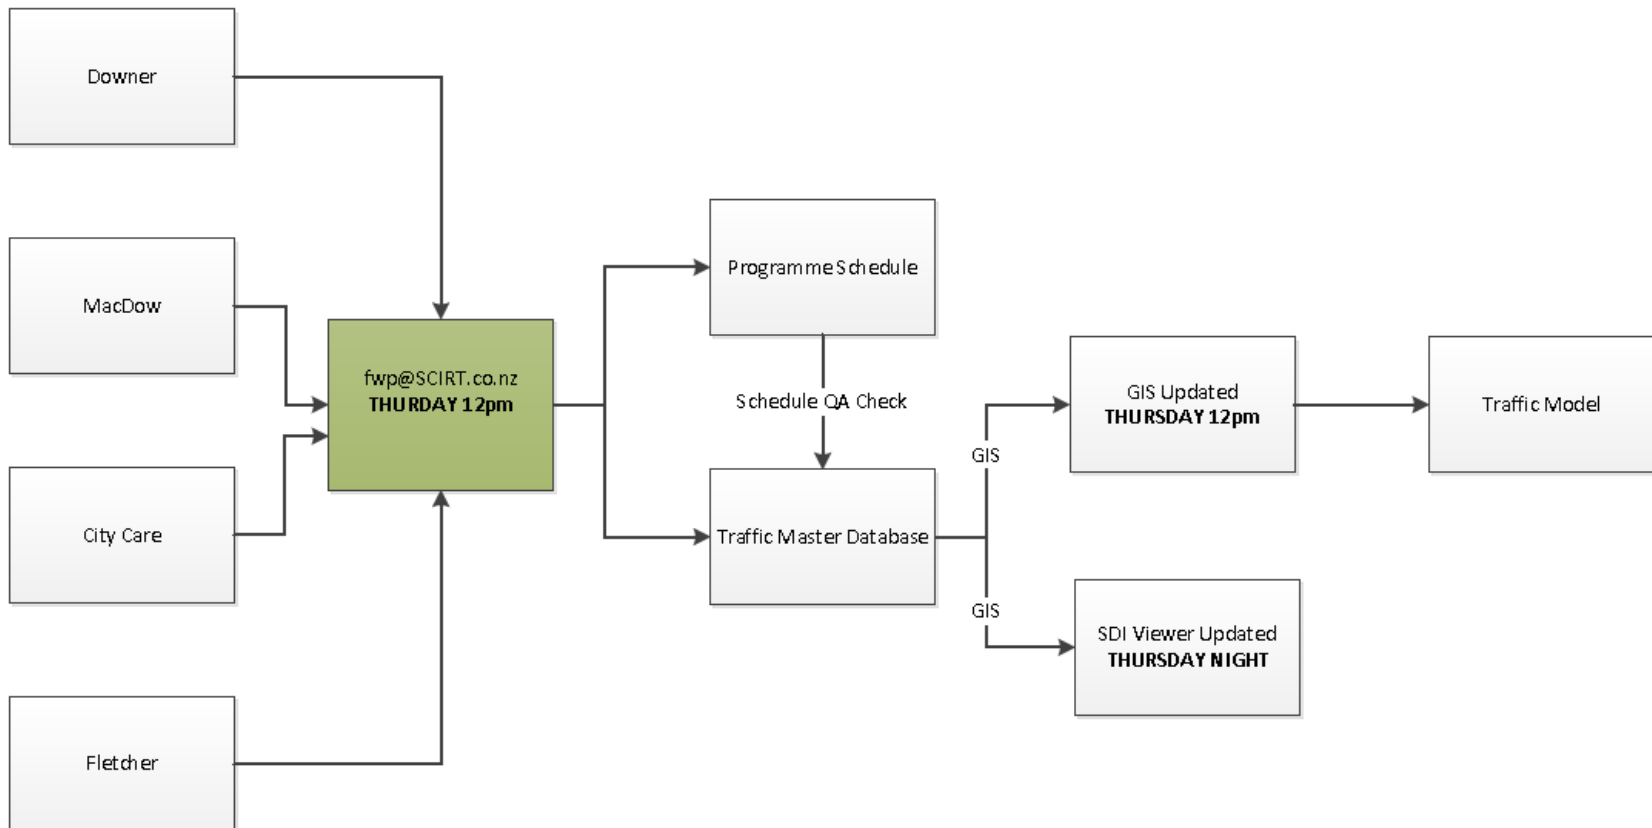 Downer
MacDow
City Care
Fletcher
fwp@SCIRT.co.nz
THURDAY 12pm
Programme Schedule
Schedule QA Check
Traffic Master Database
GIS
GIS
GIS Updated
THURSDAY 12pm
SDI Viewer Updated
THURSDAY NIGHT
Traffic Model